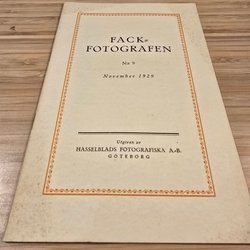 FACK-
FOTOGRAFEN
No 9
November 1929
Utgiven av
HASSELBLADS FOTOGRAFISKA A.-B.
GÖTEBORG